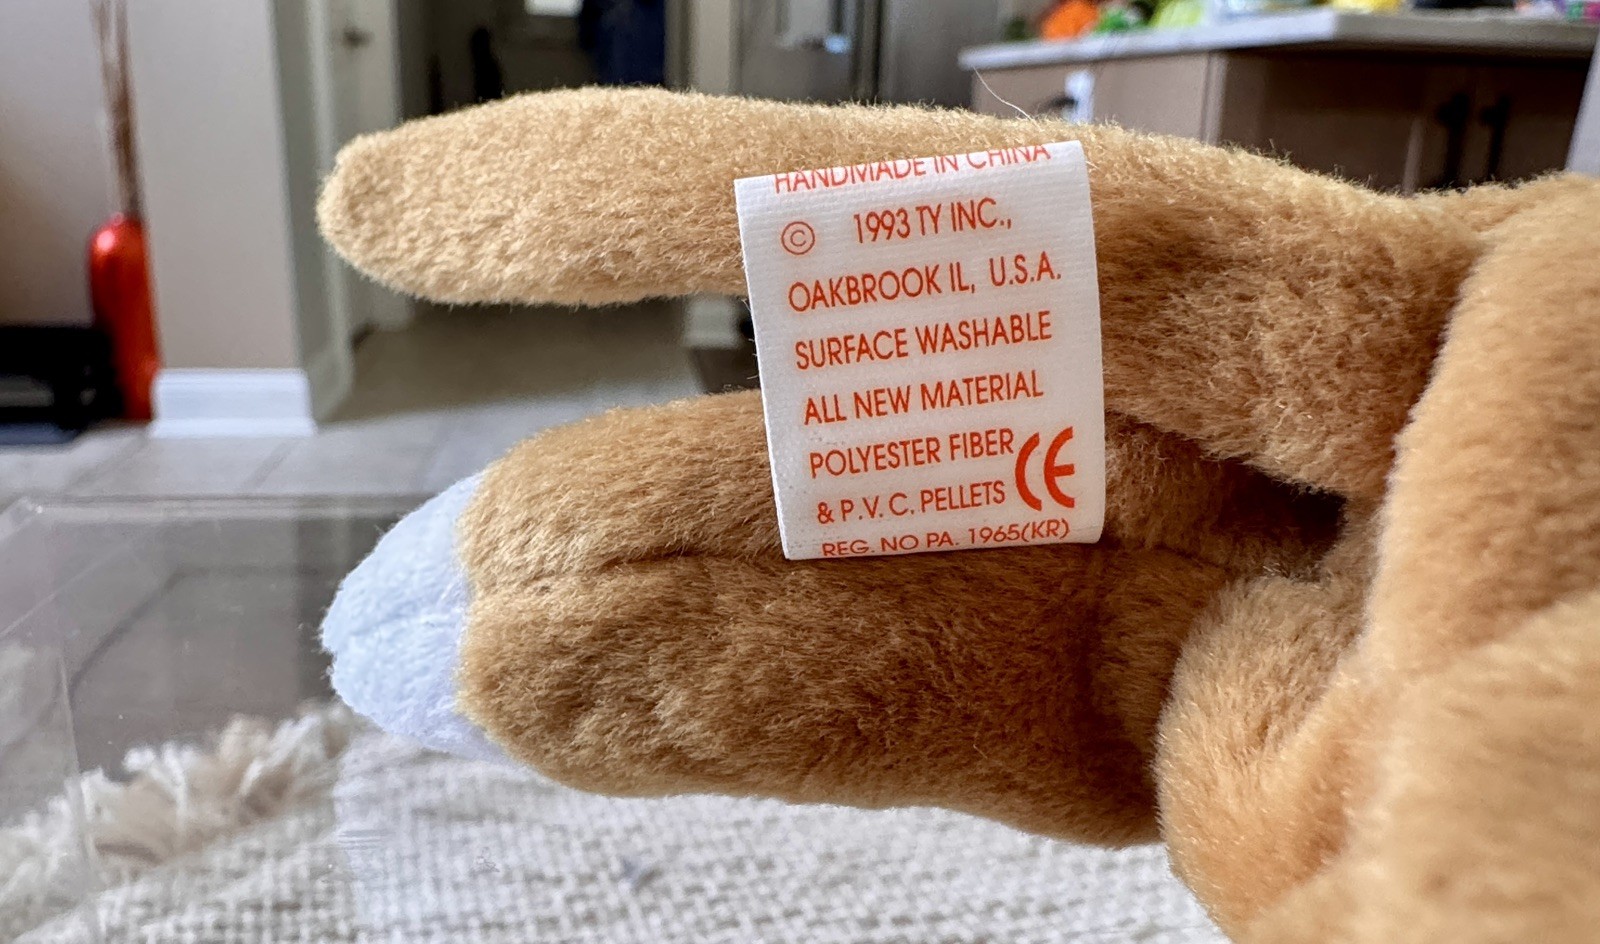 HANDMADE IN CHINA
© 1993 TY INC.,
OAKBROOK IL, U.S.A.
SURFACE WASHABLE
ALL NEW MATERIAL
POLYESTER FIBER
& P.V.C. PELLETS CE
REG. NO PA. 1965(KR)